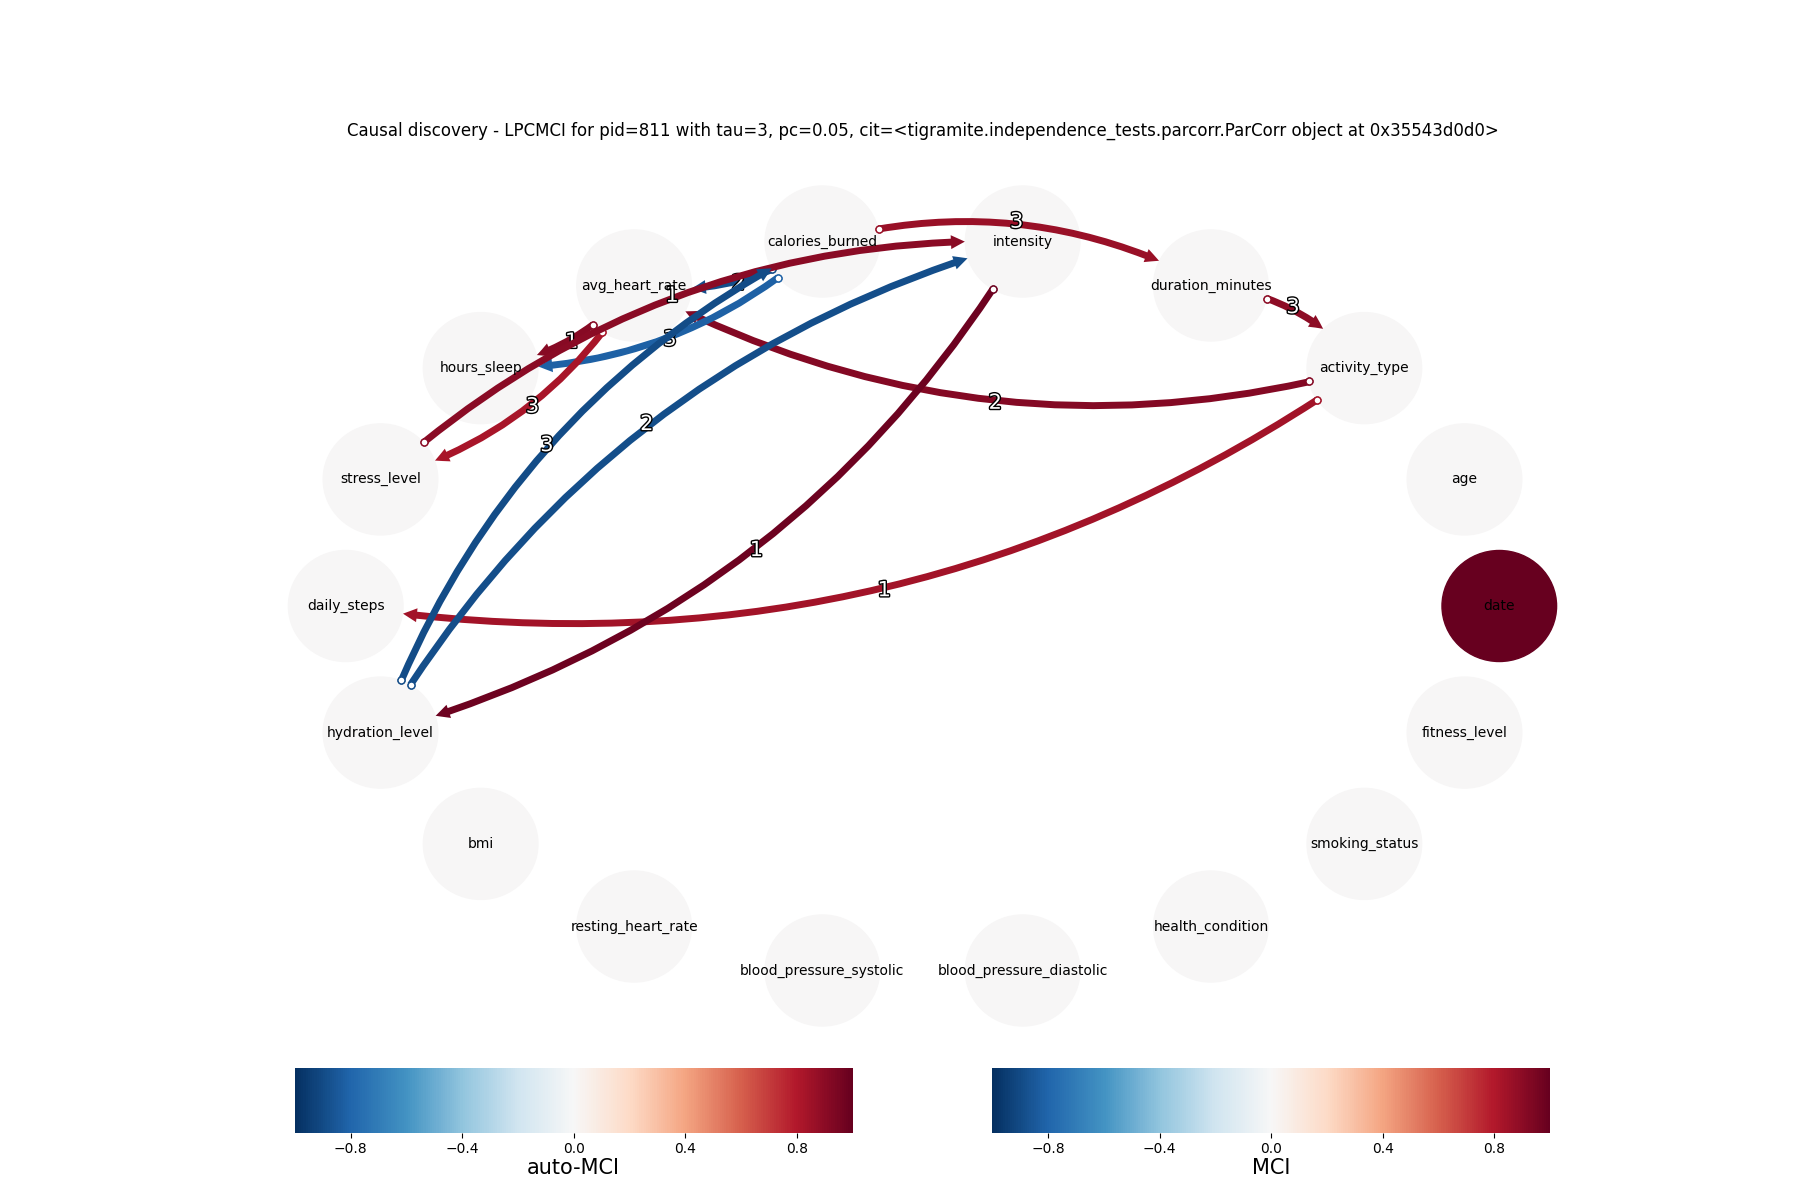 Causal discovery - LPCMCI for pid=811 with tau=3, pc=0.05, cit=<tigramite.independence_tests.parcorr.ParCorr object at 0x35543d0d0>
3
calories_burned
intensity
avg_heart_rate
2
1
duration_minutes
3
1
3
hours_sleep
activity_type
3
2
2
3
stress_level
age
1
1
daily_steps
date
hydration_level
fitness_level
bmi
smoking_status
resting_heart_rate
health_condition
blood_pressure_systolic
blood_pressure_diastolic
−0.8 −0.4 0.0 0.4 0.8
auto-MCI
−0.8 −0.4 0.0 0.4 0.8
MCI